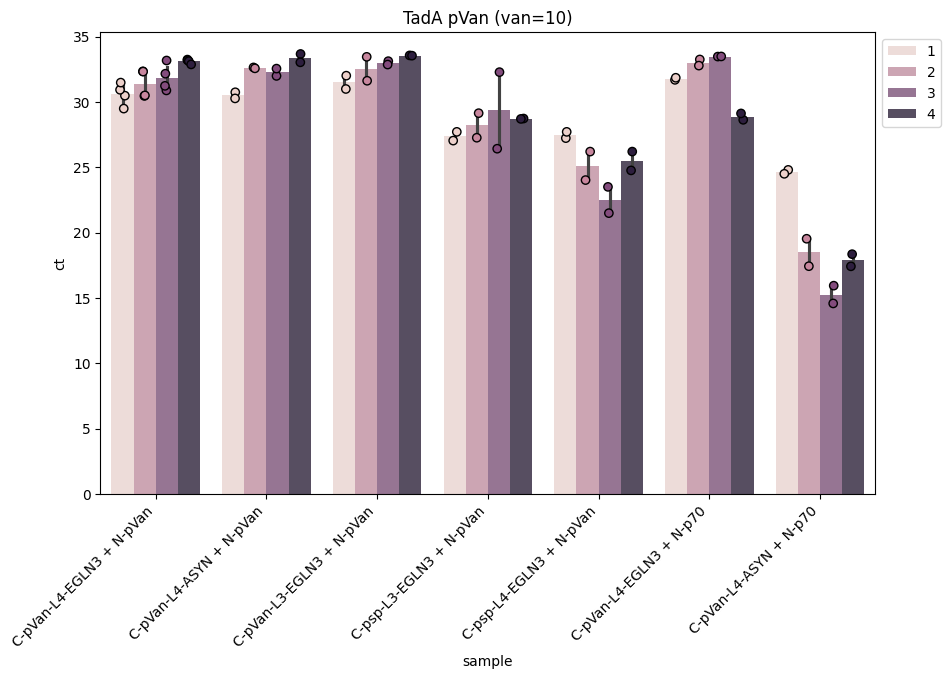 TadA pVan (van=10)
35
30
25
20
15
10
5
0
ct
1
2
3
4
C-pVan-L4-EGLN3 + N-pVan
C-pVan-L4-ASYN + N-pVan
C-pVan-L3-EGLN3 + N-pVan
C-psp-L3-EGLN3 + N-pVan
C-psp-L4-EGLN3 + N-pVan
C-pVan-L4-EGLN3 + N-p70
C-pVan-L4-ASYN + N-p70
sample